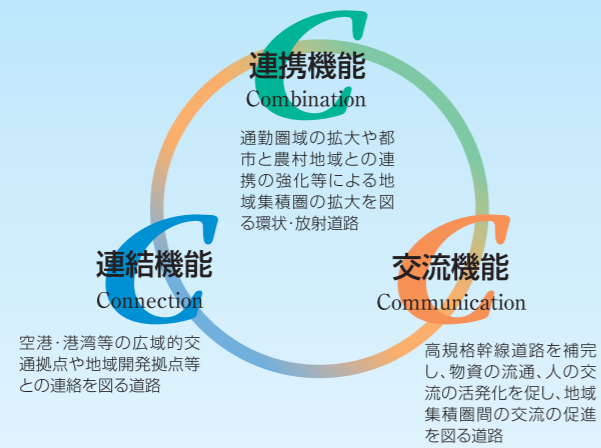 C
連携機能
Combination
通勤圏域の拡大や都
市と農村地域との連
携の強化等による地
域集積圏の拡大を図
る環状・放射道路
C
連結機能
Connection
空港・港湾等の広域的交
通拠点や地域開発拠点等
との連絡を図る道路
C
交流機能
Communication
高規格幹線道路を補完
し、物資の流通、人の交
流の活発化を促し、地域
集積圏間の交流の促進
を図る道路